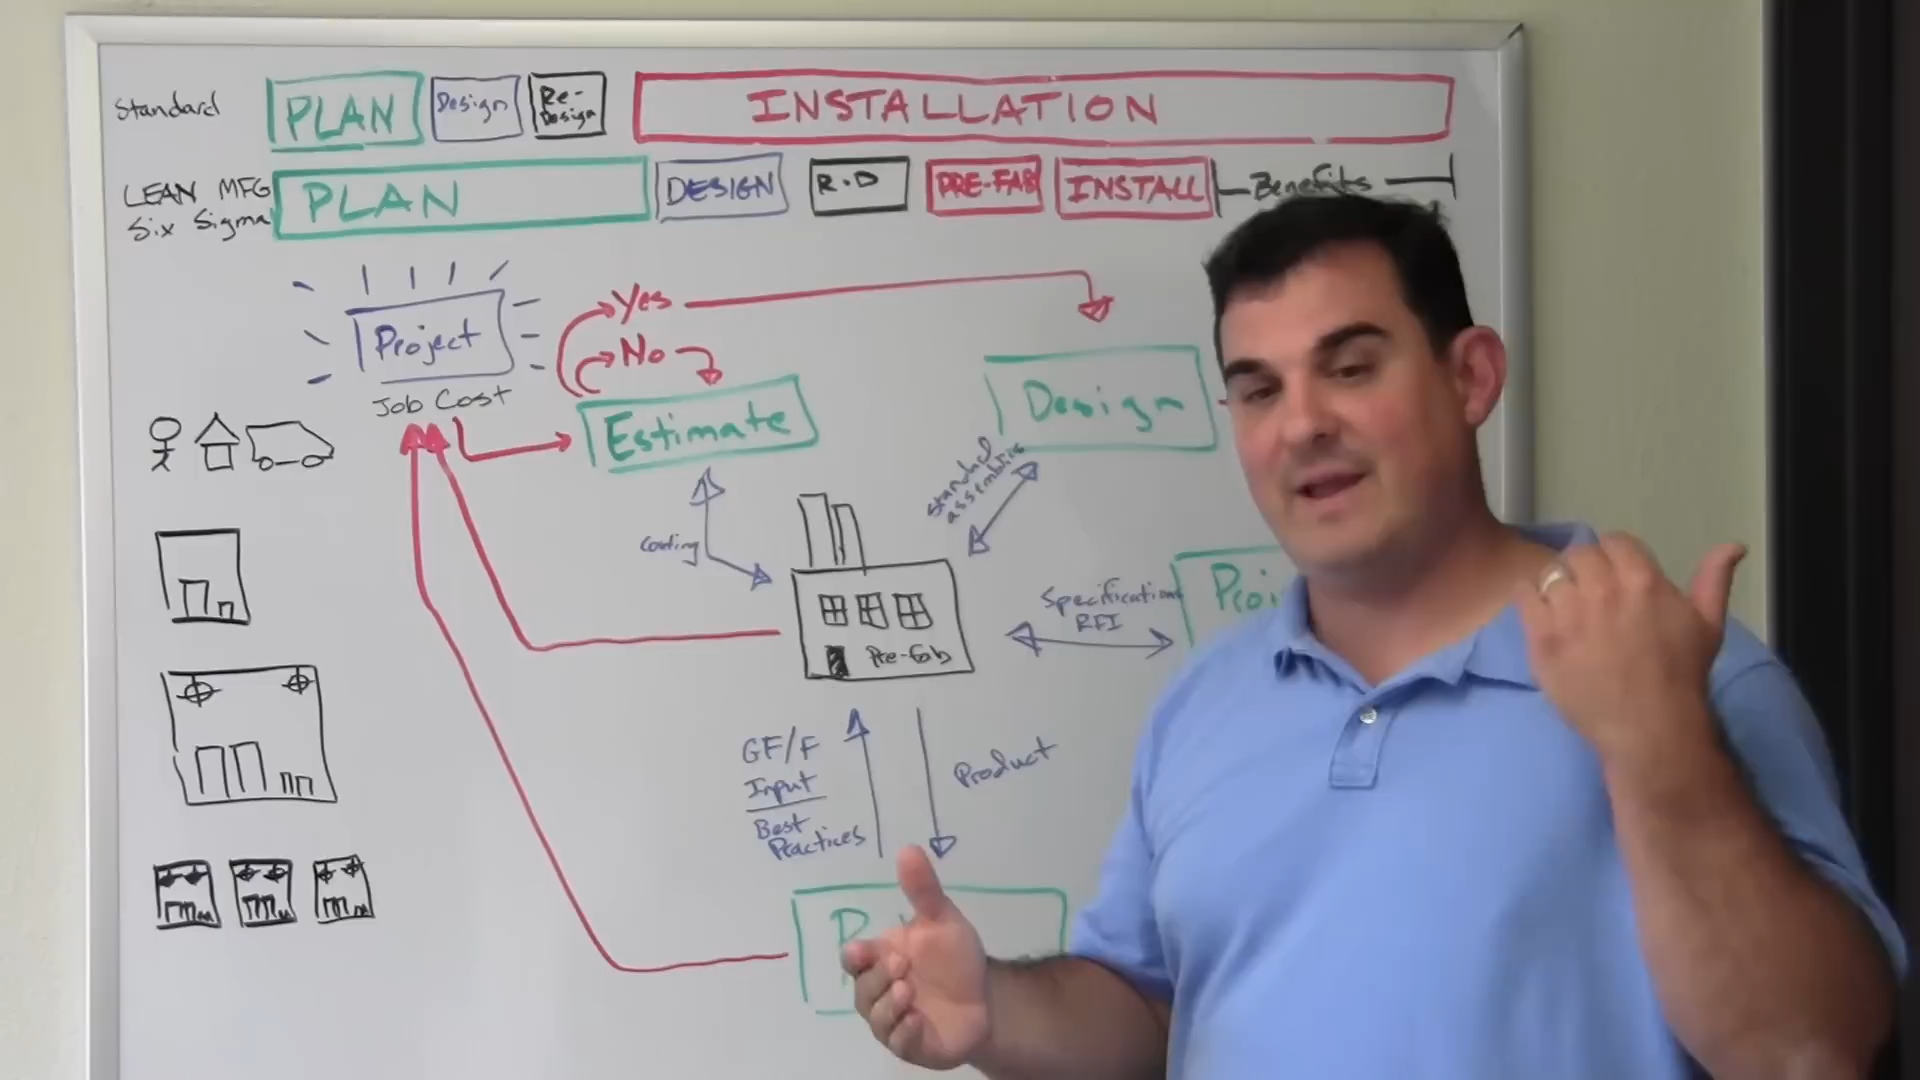 Standard PLAN Design Re-
Design INSTALLATION
LEAN MFG
Six Sigma PLAN DESIGN R.D PRE-FAB INSTALL Benefits
Project
Job Cost
Yes
No
Estimate
Design
Standard
assemblies
Costing
Specifications
RFI
Pre-fab
GF/F
Input
Best
Practices
Product